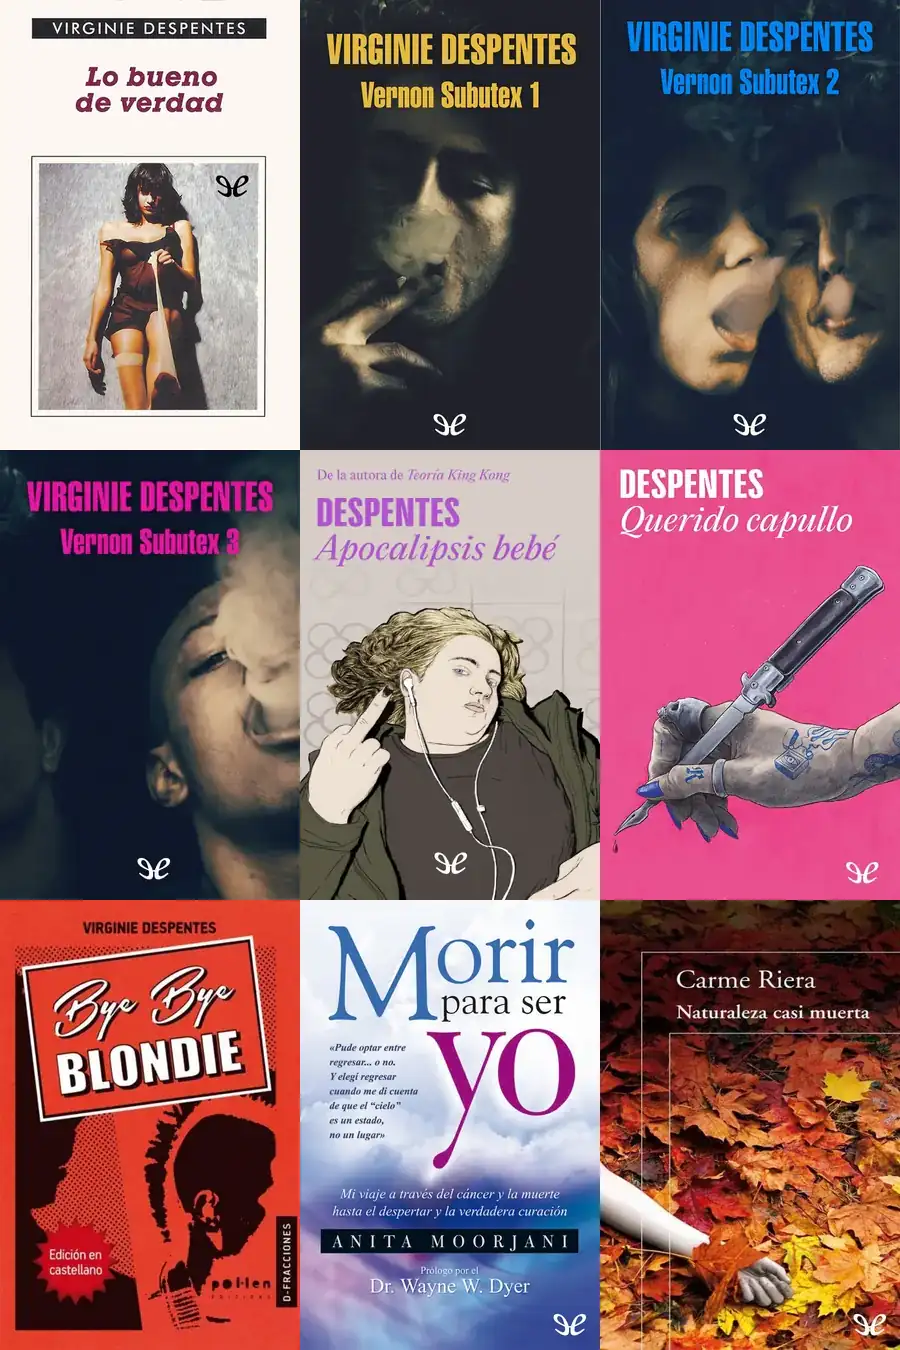 VIRGINIE DESPENTES
Lo bueno
de verdad
VIRGINIE DESPENTES
Vernon Subutex 1
VIRGINIE DESPENTES
Vernon Subutex 2
VIRGINIE DESPENTES
Vernon Subutex 3
De la autora de Teoría King Kong
DESPENTES
Apocalipsis bebé
DESPENTES
Querido capullo
VIRGINIE DESPENTES
Bye Bye
BLONDIE
Edición en
castellano
pol·len
EDICIONS
D-FRACCIONES
Morir
para ser
yo
«Pude optar entre
regresar... o no.
Y elegí regresar
cuando me di cuenta
de que el “cielo”
es un estado,
no un lugar»
Mi viaje a través del cáncer y la muerte
hasta el despertar y la verdadera curación
ANITA MOORJANI
Prólogo por el
Dr. Wayne W. Dyer
Carme Riera
Naturaleza casi muerta